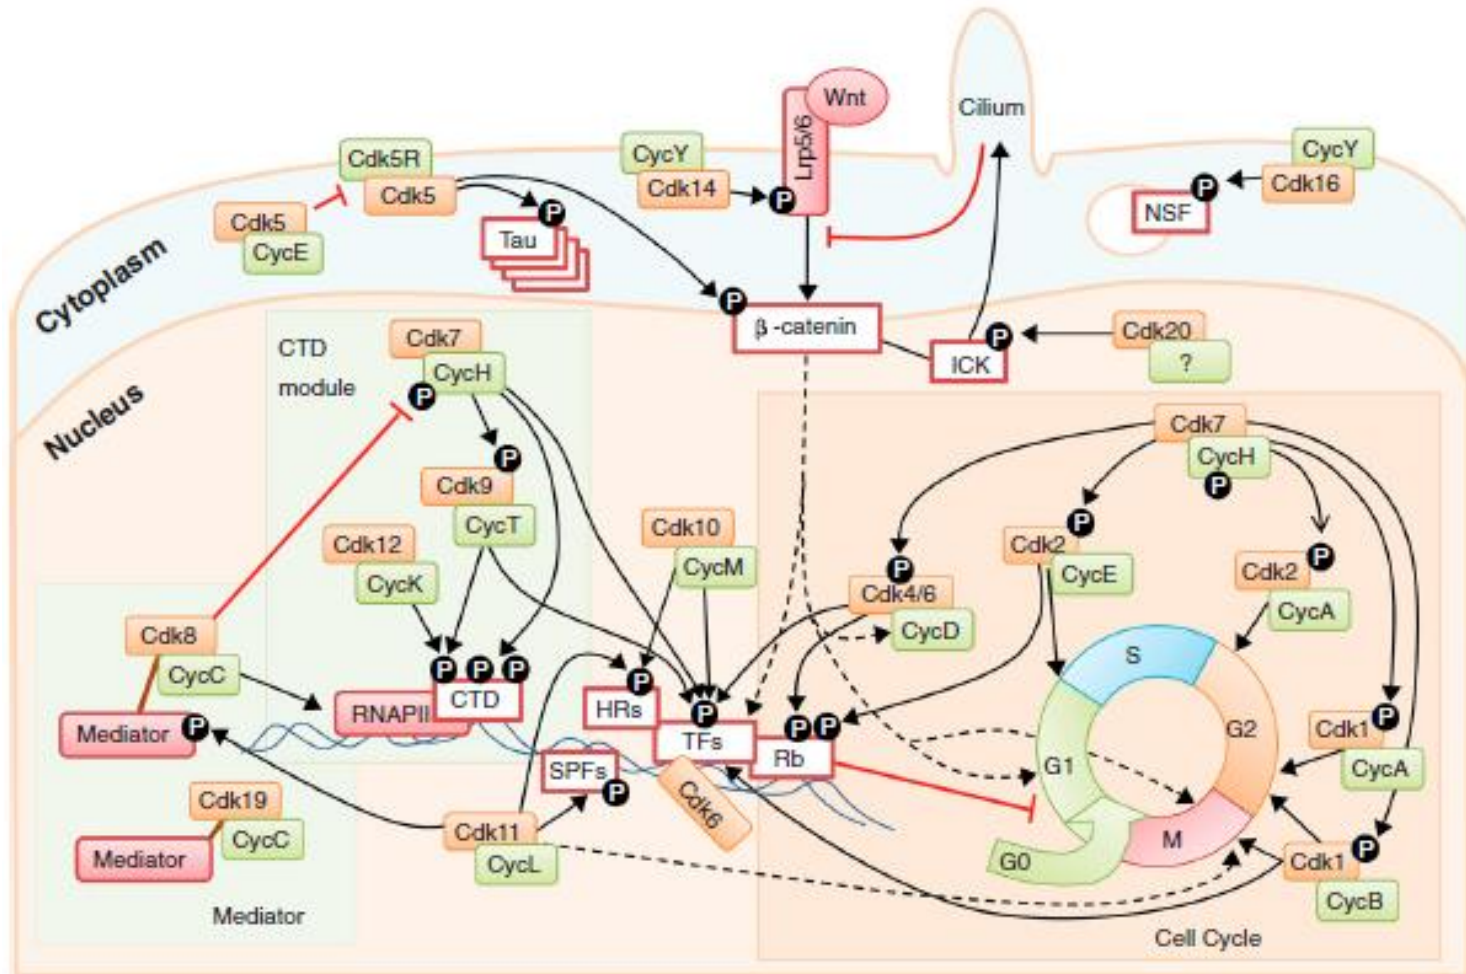 Wnt
Lrp5/6
Cilium
Cdk5R
Cdk5
Cdk5
CycE
P
Tau
CycY
Cdk14
P
CycY
Cdk16
P
NSF
Cytoplasm
Nucleus
P
β-catenin
P
ICK
Cdk20
?
CTD
module
Cdk7
CycH
P
P
Cdk9
CycT
Cdk12
CycK
Cdk10
CycM
Cdk7
CycH
P
P
Cdk2
CycE
P
Cdk2
CycA
P
Cdk4/6
CycD
Cdk8
CycC
Mediator
P
P P P
RNAPII
CTD
P
HRs
P
TFs
P P
Rb
SPFs
P
Cdk6
S
G2
G1
M
G0
P
Cdk1
CycA
P
Cdk1
CycB
Cdk19
CycC
Mediator
Cdk11
CycL
Mediator
Cell Cycle